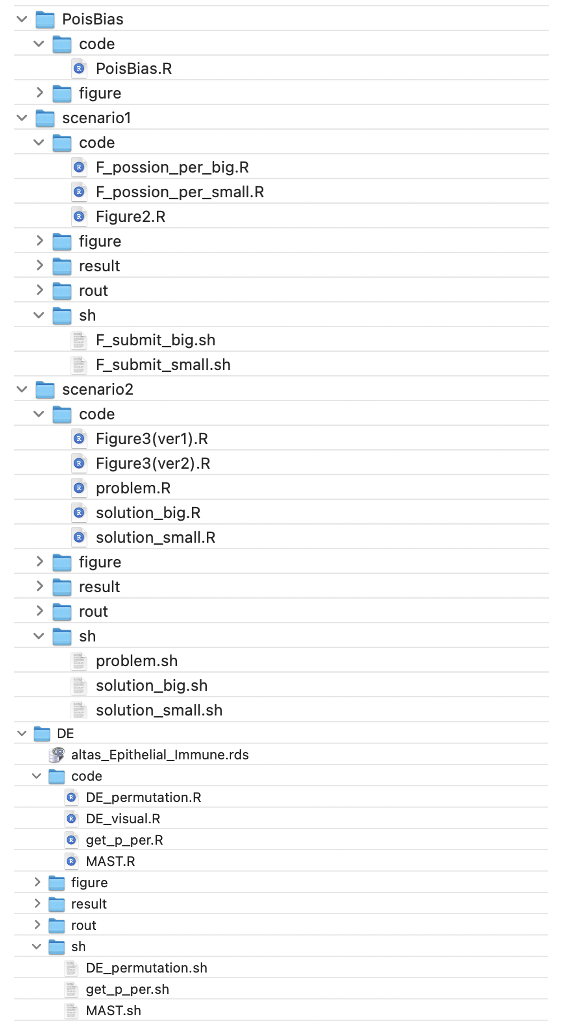 PoisBias
code
PoisBias.R
figure
scenario1
code
F_possion_per_big.R
F_possion_per_small.R
Figure2.R
figure
result
rout
sh
F_submit_big.sh
F_submit_small.sh
scenario2
code
Figure3(ver1).R
Figure3(ver2).R
problem.R
solution_big.R
solution_small.R
figure
result
rout
sh
problem.sh
solution_big.sh
solution_small.sh
DE
altas_Epithelial_Immune.rds
code
DE_permutation.R
DE_visual.R
get_p_per.R
MAST.R
figure
result
rout
sh
DE_permutation.sh
get_p_per.sh
MAST.sh